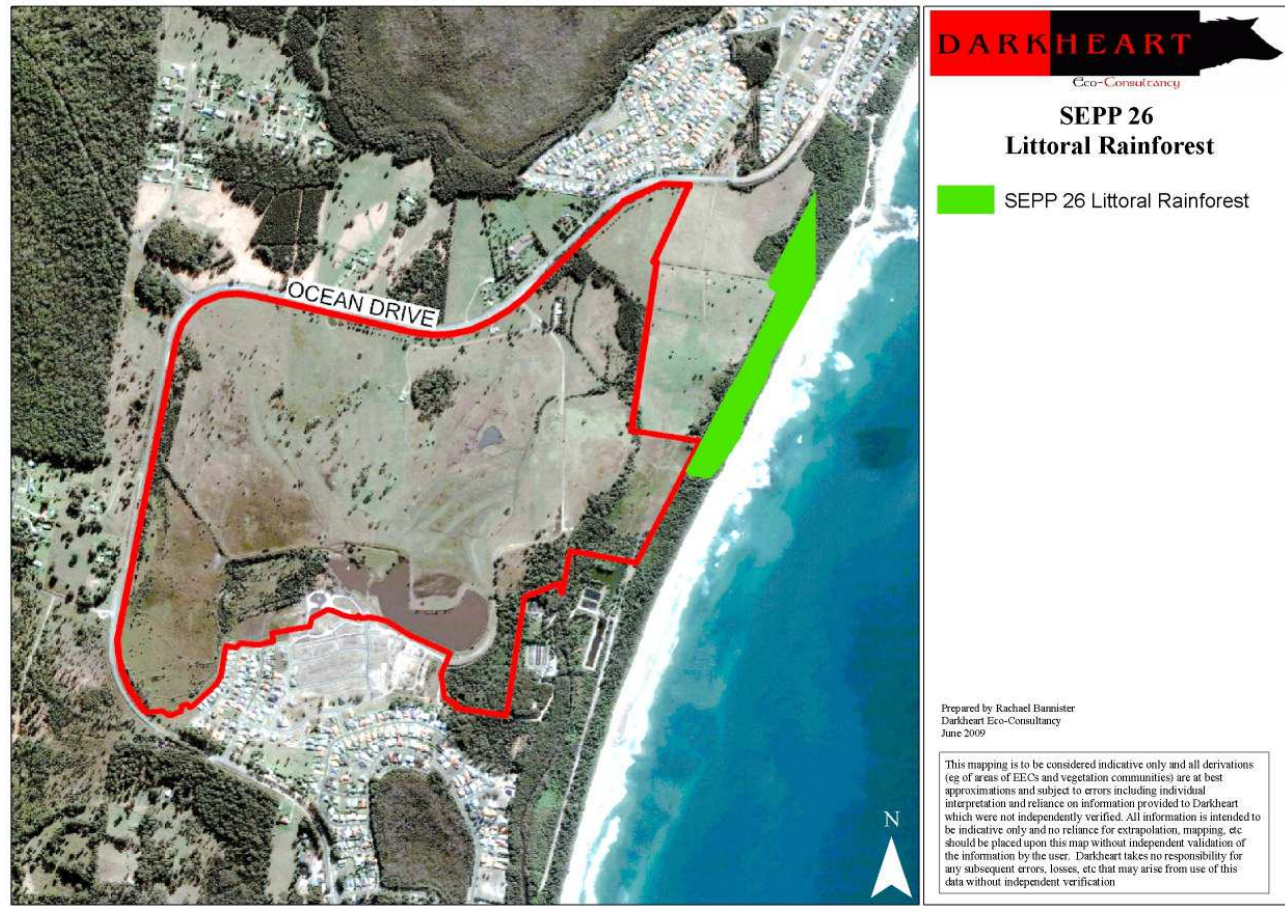 OCEAN DRIVE
N
DARKHEART
Eco-Consultancy
SEPP 26
Littoral Rainforest
SEPP 26 Littoral Rainforest
Prepared by Rachael Bannister
Darkheart Eco-Consultancy
June 2009
This mapping is to be considered indicative only and all derivations
(eg of areas of EECs and vegetation communities) are at best
approximations and subject to errors including individual
interpretation and reliance on information provided to Darkheart
which were not independently verified. All information is intended to
be indicative only and no reliance for extrapolation, mapping, etc
should be placed upon this map without independent validation of
the information by the user. Darkheart takes no responsibility for
any subsequent errors, losses, etc that may arise from use of this
data without independent verification